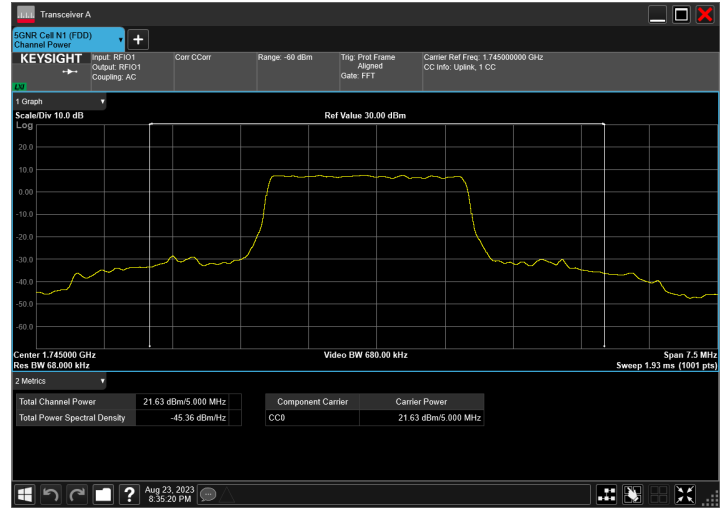 Transceiver A
5GNR Cell N1 (FDD)
Channel Power
KEYSIGHT
LXI
Input: RFIO1
Output: RFIO1
Coupling: AC
Corr CCorr
Range: -60 dBm
Trig: Prot Frame
Aligned
Gate: FFT
Carrier Ref Freq: 1.745000000 GHz
CC Info: Uplink, 1 CC
1 Graph
Scale/Div 10.0 dB
Ref Value 30.00 dBm
Log
20.0
10.0
0.00
-10.0
-20.0
-30.0
-40.0
-50.0
-60.0
Center 1.745000 GHz
Video BW 680.00 kHz
Span 7.5 MHz
Res BW 68.000 kHz
Sweep 1.93 ms (1001 pts)
2 Metrics
Total Channel Power 21.63 dBm/5.000 MHz
Total Power Spectral Density -45.36 dBm/Hz
Component Carrier Carrier Power
CC0 21.63 dBm/5.000 MHz
Aug 23, 2023
8:35:20 PM